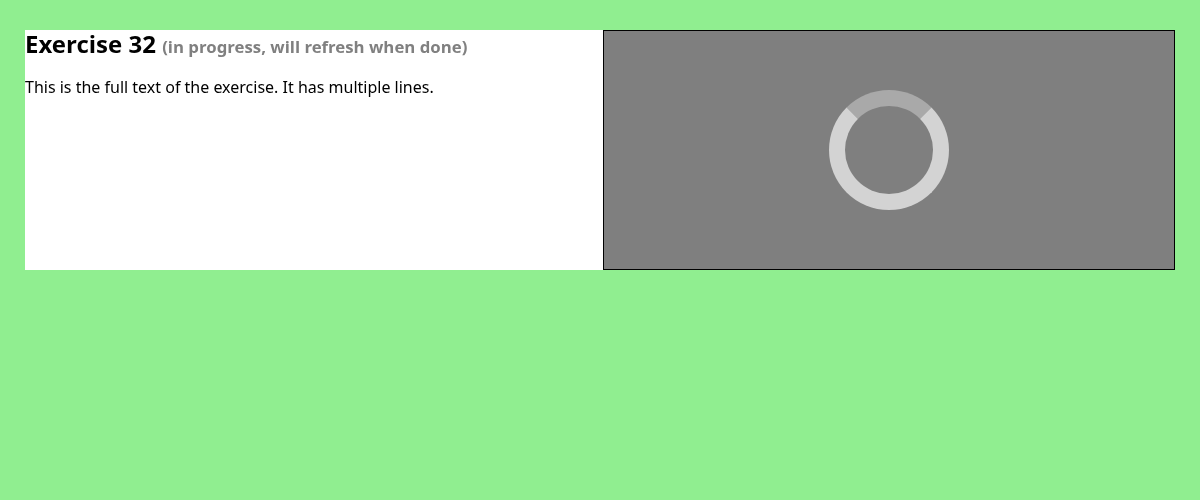 Exercise 32 (in progress, will refresh when done)
This is the full text of the exercise. It has multiple lines.